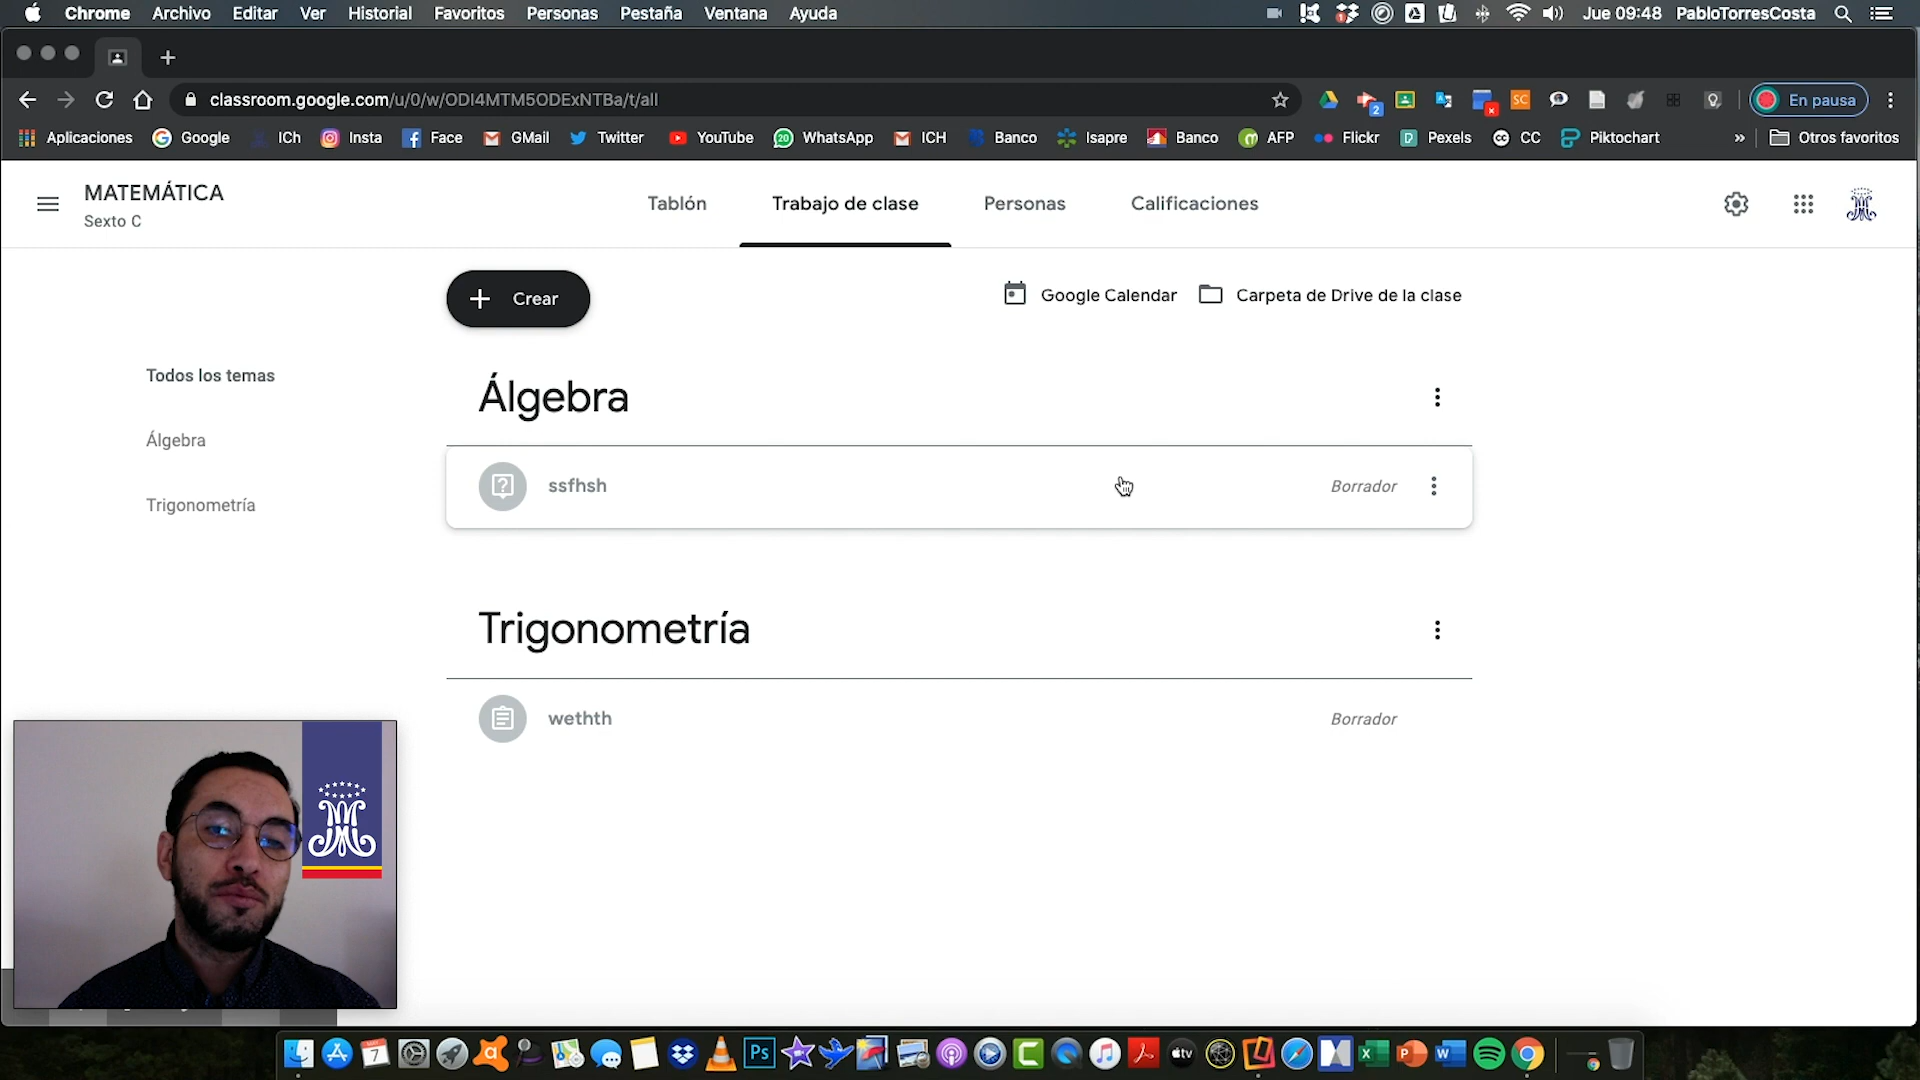 Chrome Archivo Editar Ver Historial Favoritos Personas Pestaña Ventana Ayuda Jue 09:48 PabloTorresCosta
classroom.google.com/u/0/w/ODI4MTM5ODExNTBa/t/all En pausa
Aplicaciones Google ICh Insta Face GMail Twitter YouTube WhatsApp ICH Banco Isapre Banco AFP Flickr Pexels CC Piktochart » Otros favoritos
MATEMÁTICA
Sexto C
Tablón Trabajo de clase Personas Calificaciones
+ Crear
Google Calendar Carpeta de Drive de la clase
Todos los temas
Álgebra
Trigonometría
Álgebra
ssfhsh Borrador
Trigonometría
wethth Borrador